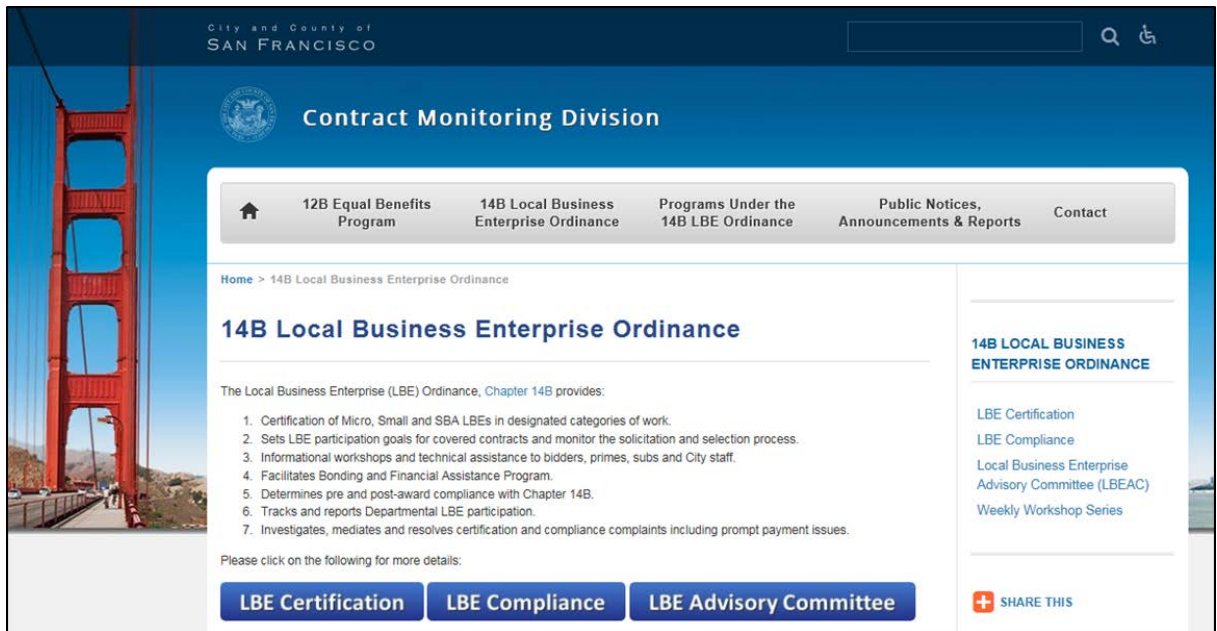 City and County of
SAN FRANCISCO
Contract Monitoring Division
12B Equal Benefits
Program
14B Local Business
Enterprise Ordinance
Programs Under the
14B LBE Ordinance
Public Notices,
Announcements & Reports
Contact
Home > 14B Local Business Enterprise Ordinance
14B Local Business Enterprise Ordinance
The Local Business Enterprise (LBE) Ordinance, Chapter 14B provides:
1. Certification of Micro, Small and SBA LBEs in designated categories of work.
2. Sets LBE participation goals for covered contracts and monitor the solicitation and selection process.
3. Informational workshops and technical assistance to bidders, primes, subs and City staff.
4. Facilitates Bonding and Financial Assistance Program.
5. Determines pre and post-award compliance with Chapter 14B.
6. Tracks and reports Departmental LBE participation.
7. Investigates, mediates and resolves certification and compliance complaints including prompt payment issues.
Please click on the following for more details:
LBE Certification
LBE Compliance
LBE Advisory Committee
14B LOCAL BUSINESS
ENTERPRISE ORDINANCE
LBE Certification
LBE Compliance
Local Business Enterprise
Advisory Committee (LBEAC)
Weekly Workshop Series
SHARE THIS